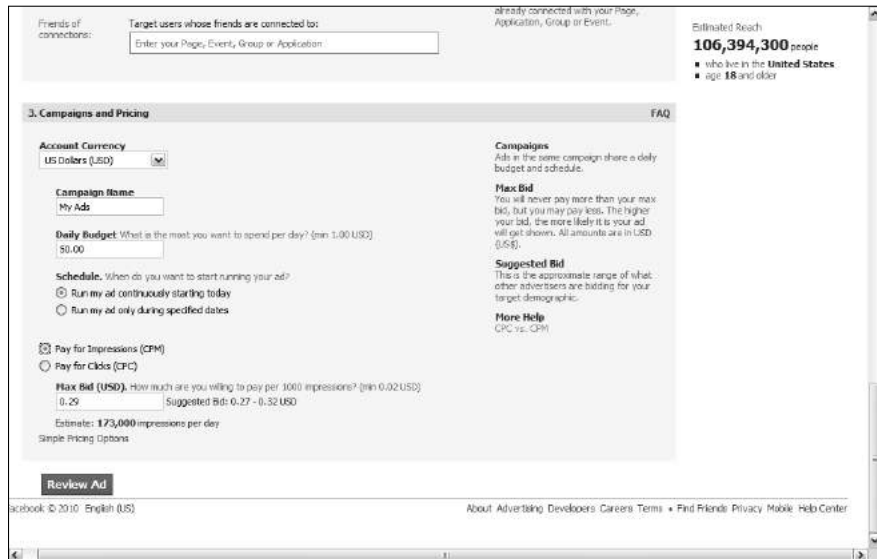 already connected with your Page,
Application, Group or Event.
Friends of
connections:
Target users whose friends are connected to:
Enter your Page, Event, Group or Application
Estimated Reach
106,394,300 people
who live in the United States
age 18 and older
3. Campaigns and Pricing
FAQ
Account Currency
US Dollars (USD)
Campaign Name
My Ads
Daily Budget What is the most you want to spend per day? (min 1.00 USD)
50.00
Schedule. When do you want to start running your ad?
Run my ad continuously starting today
Run my ad only during specified dates
Pay for Impressions (CPM)
Pay for Clicks (CPC)
Max Bid (USD). How much are you willing to pay per 1000 impressions? (min 0.02 USD)
0.29
Suggested Bid: 0.27 - 0.32 USD
Estimate: 173,000 impressions per day
Simple Pricing Options
Campaigns
Ads in the same campaign share a daily
budget and schedule.
Max Bid
You will never pay more than your max
bid, but you may pay less. The higher
your bid, the more likely it is your ad
will get shown. All amounts are in USD
(US$).
Suggested Bid
This is the approximate range of what
other advertisers are bidding for your
target demographic.
More Help
CPC vs. CPM
Review Ad
acebook © 2010 English (US)
About Advertising Developers Careers Terms • Find Friends Privacy Mobile Help Center